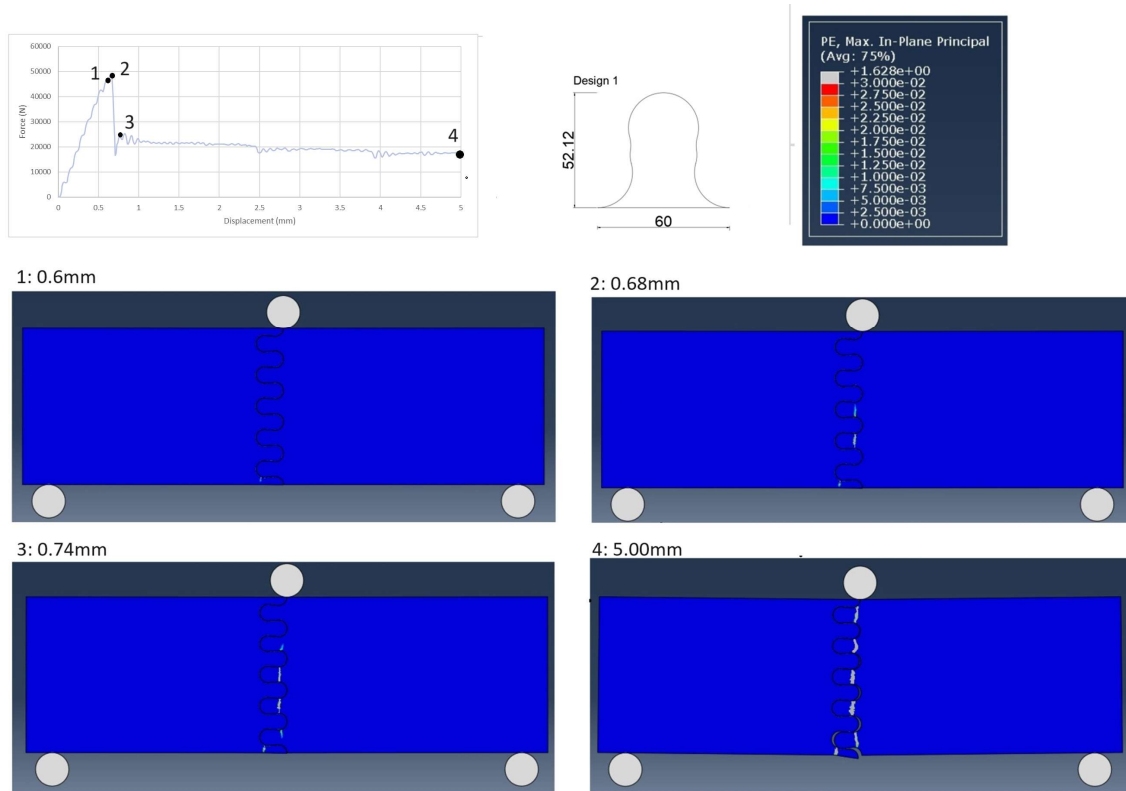 60000
50000
40000
30000
20000
10000
0
Force (N)
0 0.5 1 1.5 2 2.5 3 3.5 4 4.5 5
Displacement (mm)
1
2
3
4
Design 1
52.12
60
PE, Max. In-Plane Principal
(Avg: 75%)
+1.628e+00
+3.000e-02
+2.750e-02
+2.500e-02
+2.250e-02
+2.000e-02
+1.750e-02
+1.500e-02
+1.250e-02
+1.000e-02
+7.500e-03
+5.000e-03
+2.500e-03
+0.000e+00
1: 0.6mm
2: 0.68mm
3: 0.74mm
4: 5.00mm